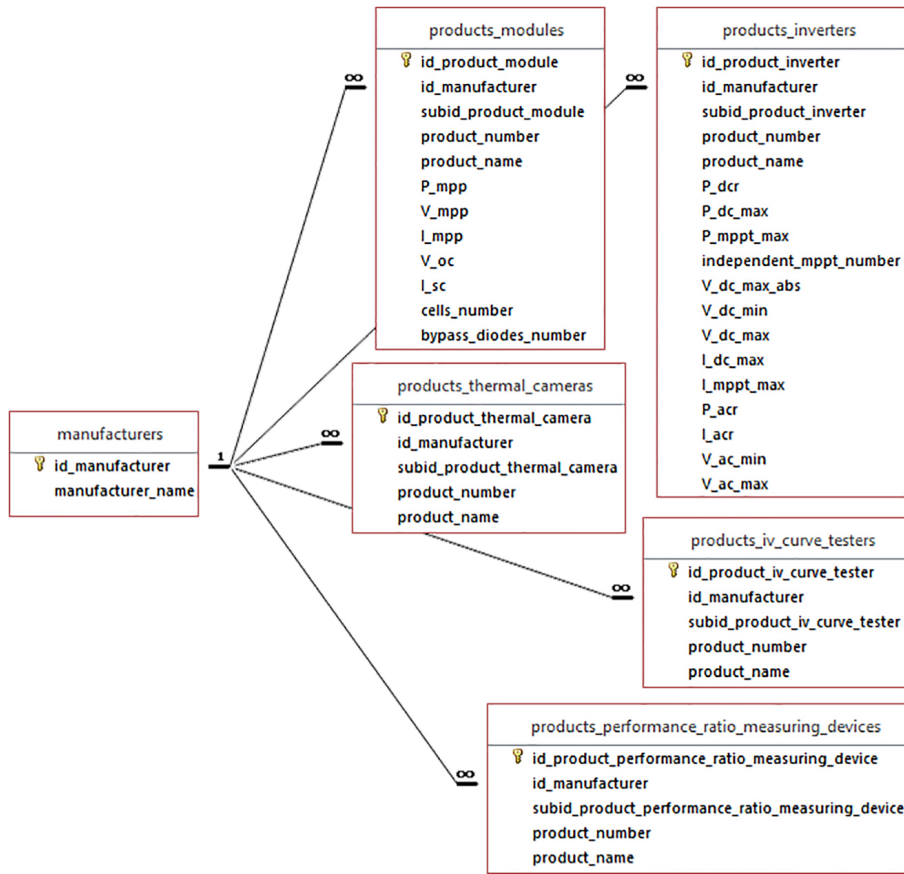 products_modules
id_product_module
id_manufacturer
subid_product_module
product_number
product_name
P_mpp
V_mpp
I_mpp
V_oc
I_sc
cells_number
bypass_diodes_number
∞
products_inverters
id_product_inverter
id_manufacturer
subid_product_inverter
product_number
product_name
P_dcr
P_dc_max
P_mppt_max
independent_mppt_number
V_dc_max_abs
V_dc_min
V_dc_max
I_dc_max
I_mppt_max
P_acr
I_acr
V_ac_min
V_ac_max
∞
products_thermal_cameras
id_product_thermal_camera
id_manufacturer
subid_product_thermal_camera
product_number
product_name
∞
manufacturers
id_manufacturer
manufacturer_name
1
products_iv_curve_testers
id_product_iv_curve_tester
id_manufacturer
subid_product_iv_curve_tester
product_number
product_name
∞
products_performance_ratio_measuring_devices
id_product_performance_ratio_measuring_device
id_manufacturer
subid_product_performance_ratio_measuring_device
product_number
product_name
∞